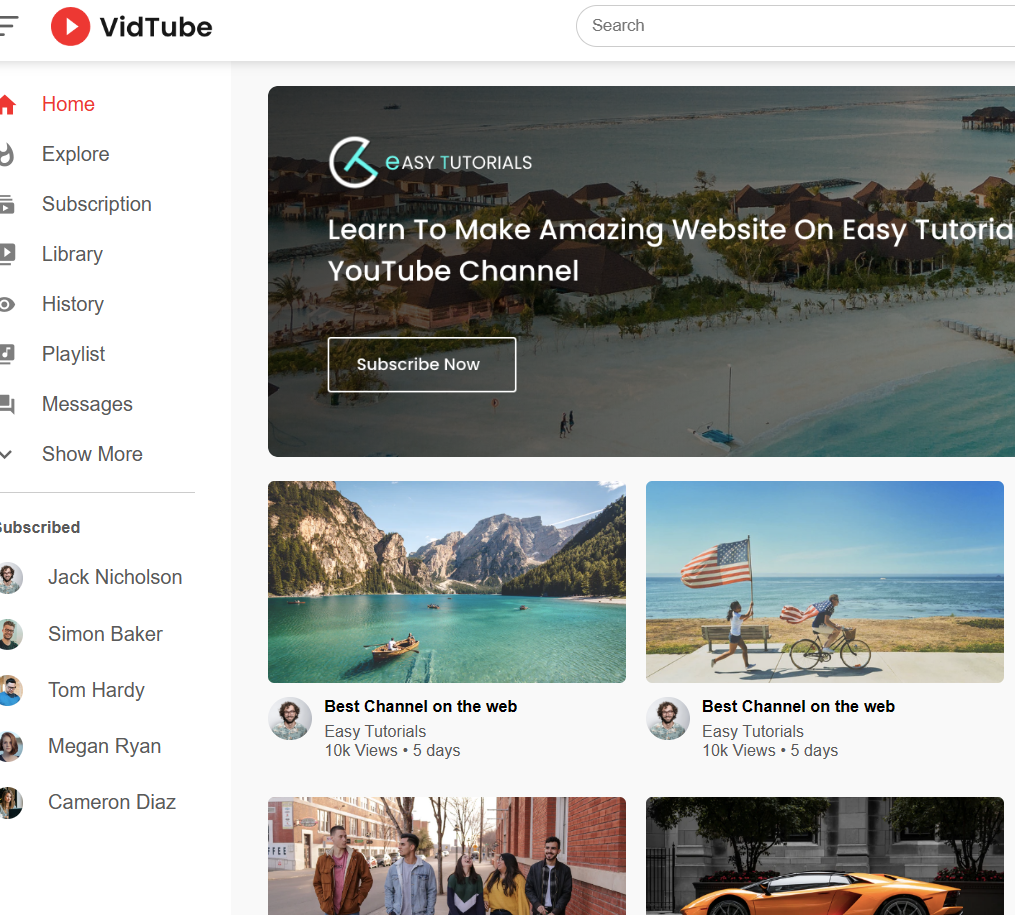 VidTube
Search
Home
Explore
Subscription
Library
History
Playlist
Messages
Show More
Subscribed
Jack Nicholson
Simon Baker
Tom Hardy
Megan Ryan
Cameron Diaz
eASY TUTORIALS
Learn To Make Amazing Website On Easy Tutoria
YouTube Channel
Subscribe Now
Best Channel on the web
Easy Tutorials
10k Views • 5 days
Best Channel on the web
Easy Tutorials
10k Views • 5 days
FFEE